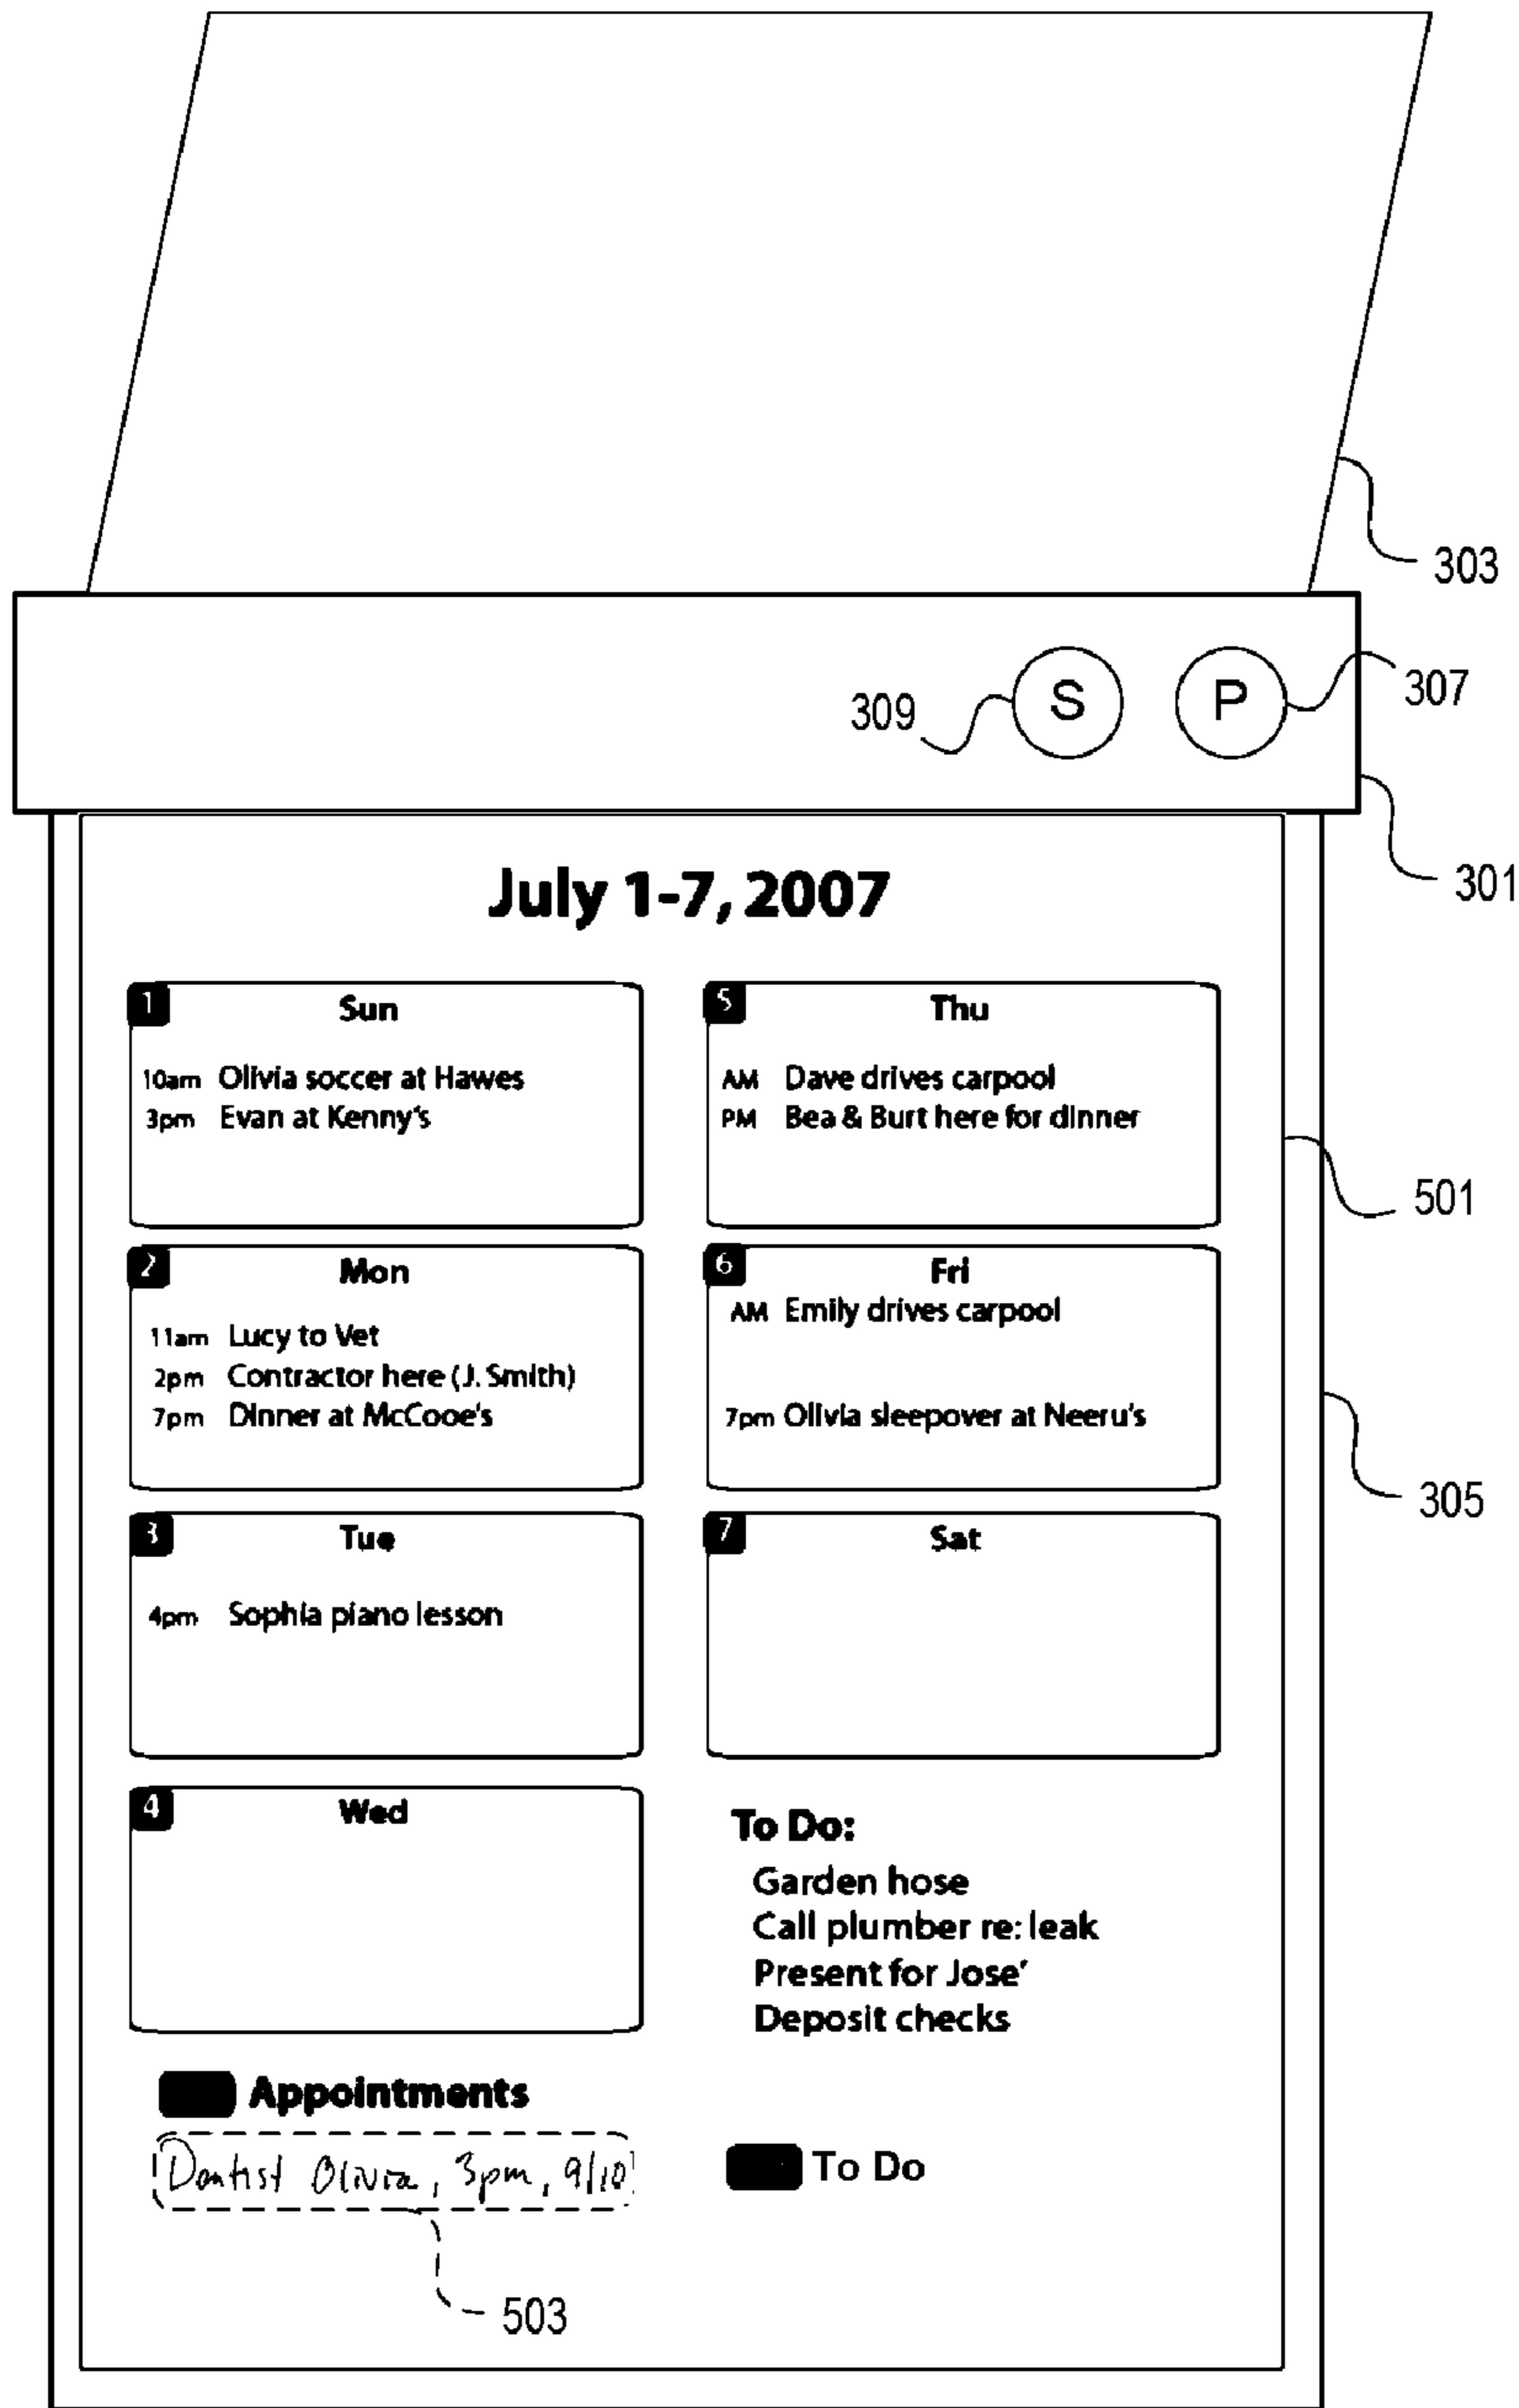 303
S
P
307
309
301
July 1-7, 2007
1
Sun
10am Olivia soccer at Hawes
3pm Evan at Kenny's
5
Thu
AM Dave drives carpool
PM Bea & Burt here for dinner
501
2
Mon
11am Lucy to Vet
2pm Contractor here (J. Smith)
7pm Dinner at McCooe's
6
Fri
AM Emily drives carpool
7pm Olivia sleepover at Neeru's
305
3
Tue
4pm Sophia piano lesson
7
Sat
4
Wed
To Do:
Garden hose
Call plumber re: leak
Present for Jose'
Deposit checks
Appointments
Dentist Olivia, 3pm, 9/10
To Do
503